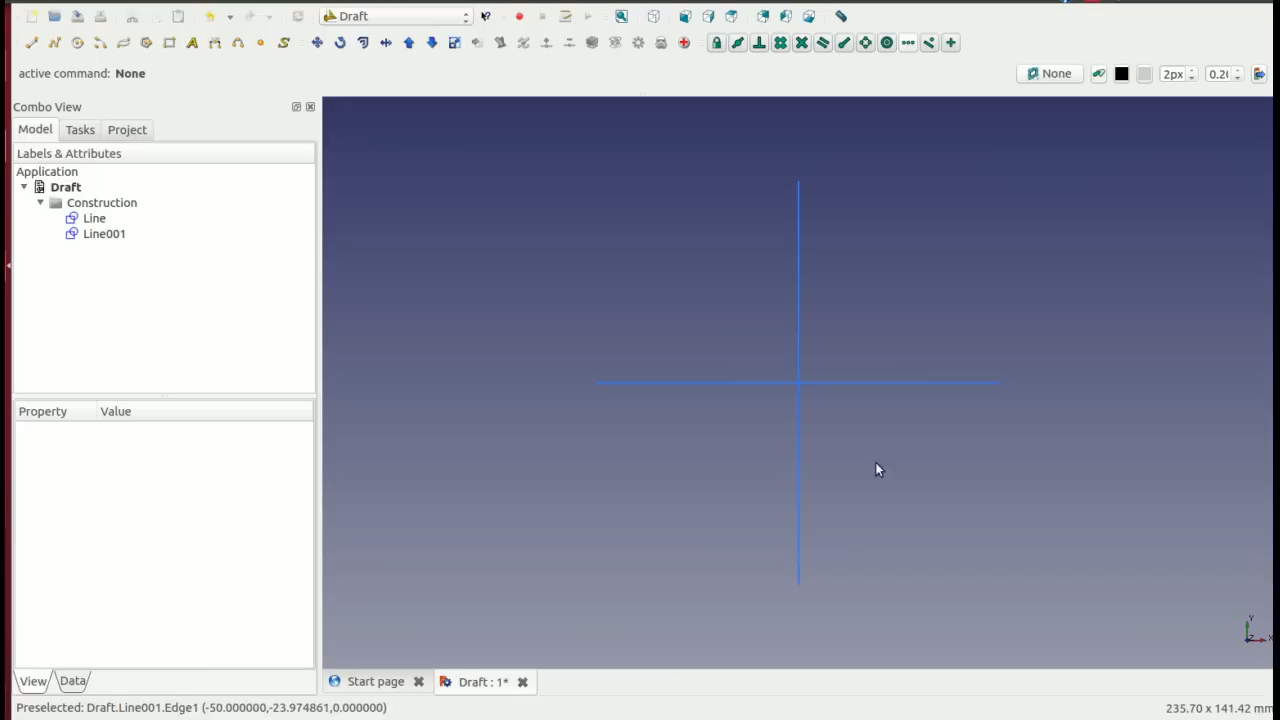 Draft
active command: None
None
2px
0.20
Combo View
Model Tasks Project
Labels & Attributes
Application
Draft
Construction
Line
Line001
Property Value
View Data
Start page
Draft : 1*
Y
Z
X
Preselected: Draft.Line001.Edge1 (-50.000000,-23.974861,0.000000)
235.70 x 141.42 mm